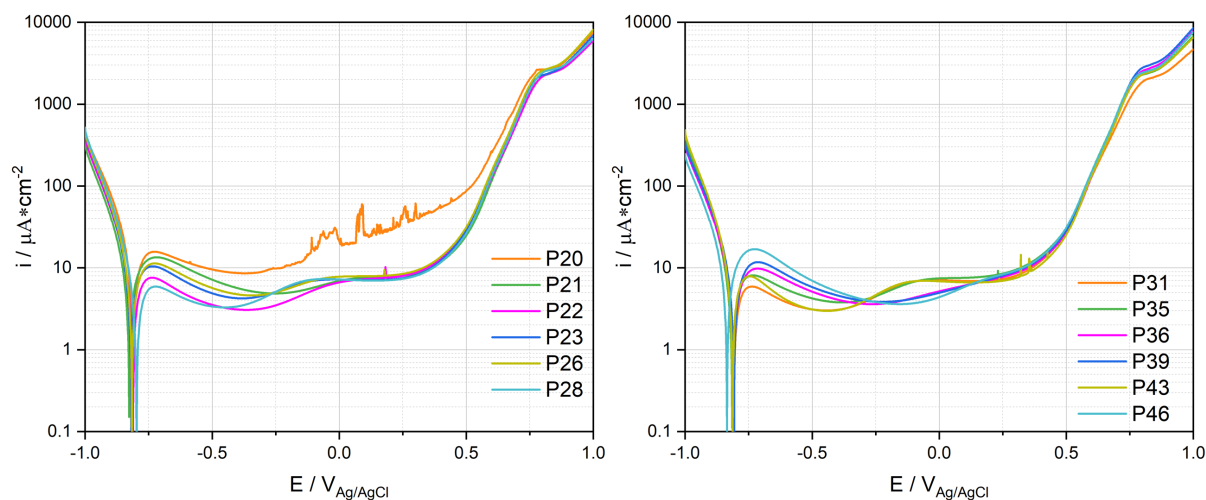 10000
1000
100
10
1
0.1
i / μA*cm-2
-1.0
-0.5
0.0
0.5
1.0
E / VAg/AgCl
P20
P21
P22
P23
P26
P28
10000
1000
100
10
1
0.1
i / μA*cm-2
-1.0
-0.5
0.0
0.5
1.0
E / VAg/AgCl
P31
P35
P36
P39
P43
P46